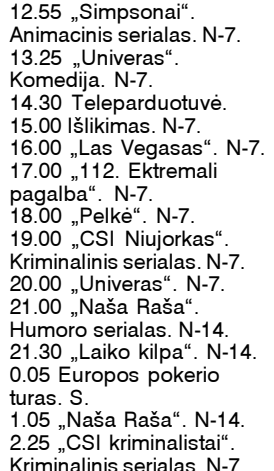 12.55 „Simpsonai“.
Animacinis serialas. N-7.
13.25 „Univeras“.
Komedija. N-7.
14.30 Teleparduotuvė.
15.00 Išlikimas. N-7.
16.00 „Las Vegasas“. N-7.
17.00 „112. Ektremali
pagalba“. N-7.
18.00 „Pelkė“. N-7.
19.00 „CSI Niujorkas“.
Kriminalinis serialas. N-7.
20.00 „Univeras“. N-7.
21.00 „Naša Raša“.
Humoro serialas. N-14.
21.30 „Laiko kilpa“. N-14.
0.05 Europos pokerio
turas. S.
1.05 „Naša Raša“. N-14.
2.25 „CSI kriminalistai“.
Kriminalinis serialas. N-7